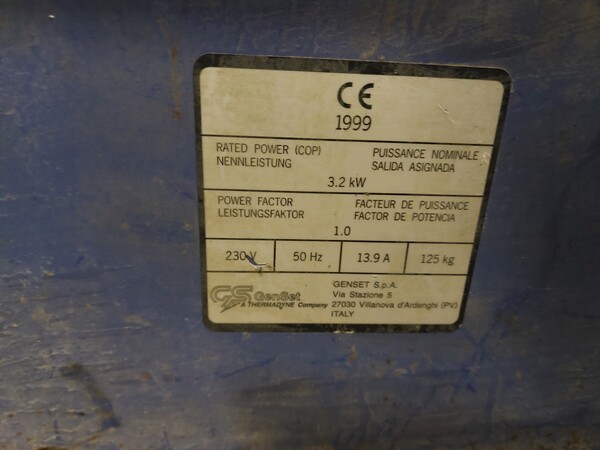 CE
1999
RATED POWER (COP) PUISSANCE NOMINALE
NENNLEISTUNG SALIDA ASIGNADA
3.2 kW
POWER FACTOR FACTEUR DE PUISSANCE
LEISTUNGSFAKTOR FACTOR DE POTENCIA
1.0
230 V 50 Hz 13.9 A 125 kg
GENSET S.p.A.
GS GenSet Via Stazione 5
A THERMADYNE Company 27030 Villanova d'Ardenghi (PV)
ITALY